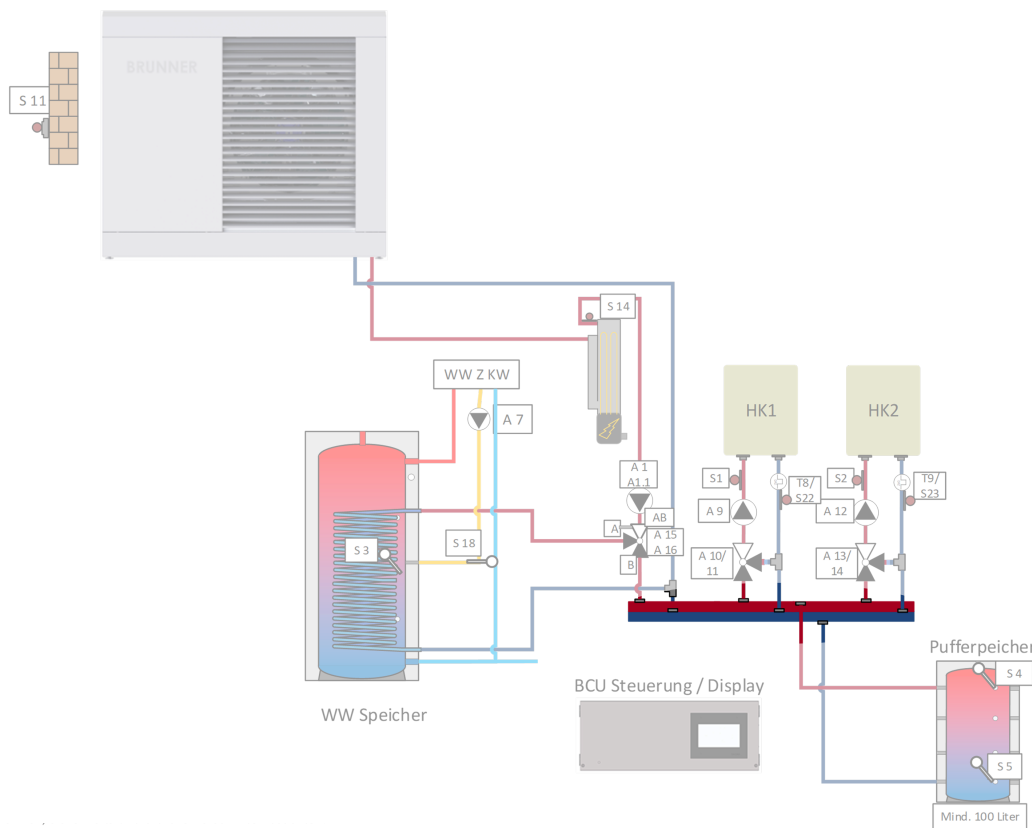 BRUNNER
S 11
S 14
WW Z KW
A 7
HK1
HK2
S1
T8/
S22
S2
T9/
S23
A 1
A1.1
A 9
A 12
AB
A
A 15
A 16
B
A 10/
11
A 13/
14
S 3
S 18
WW Speicher
BCU Steuerung / Display
Pufferpeicher
S 4
S 5
Mind. 100 Liter